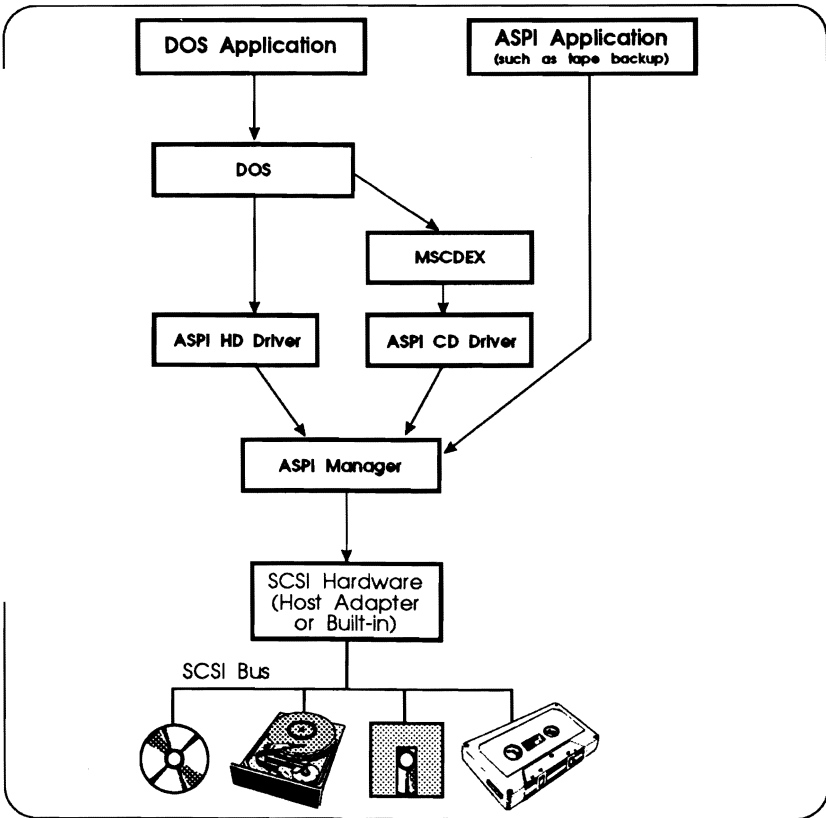 DOS Application
ASPI Application
(such as tape backup)
DOS
MSCDEX
ASPI HD Driver
ASPI CD Driver
ASPI Manager
SCSI Hardware
(Host Adapter
or Built-in)
SCSI Bus